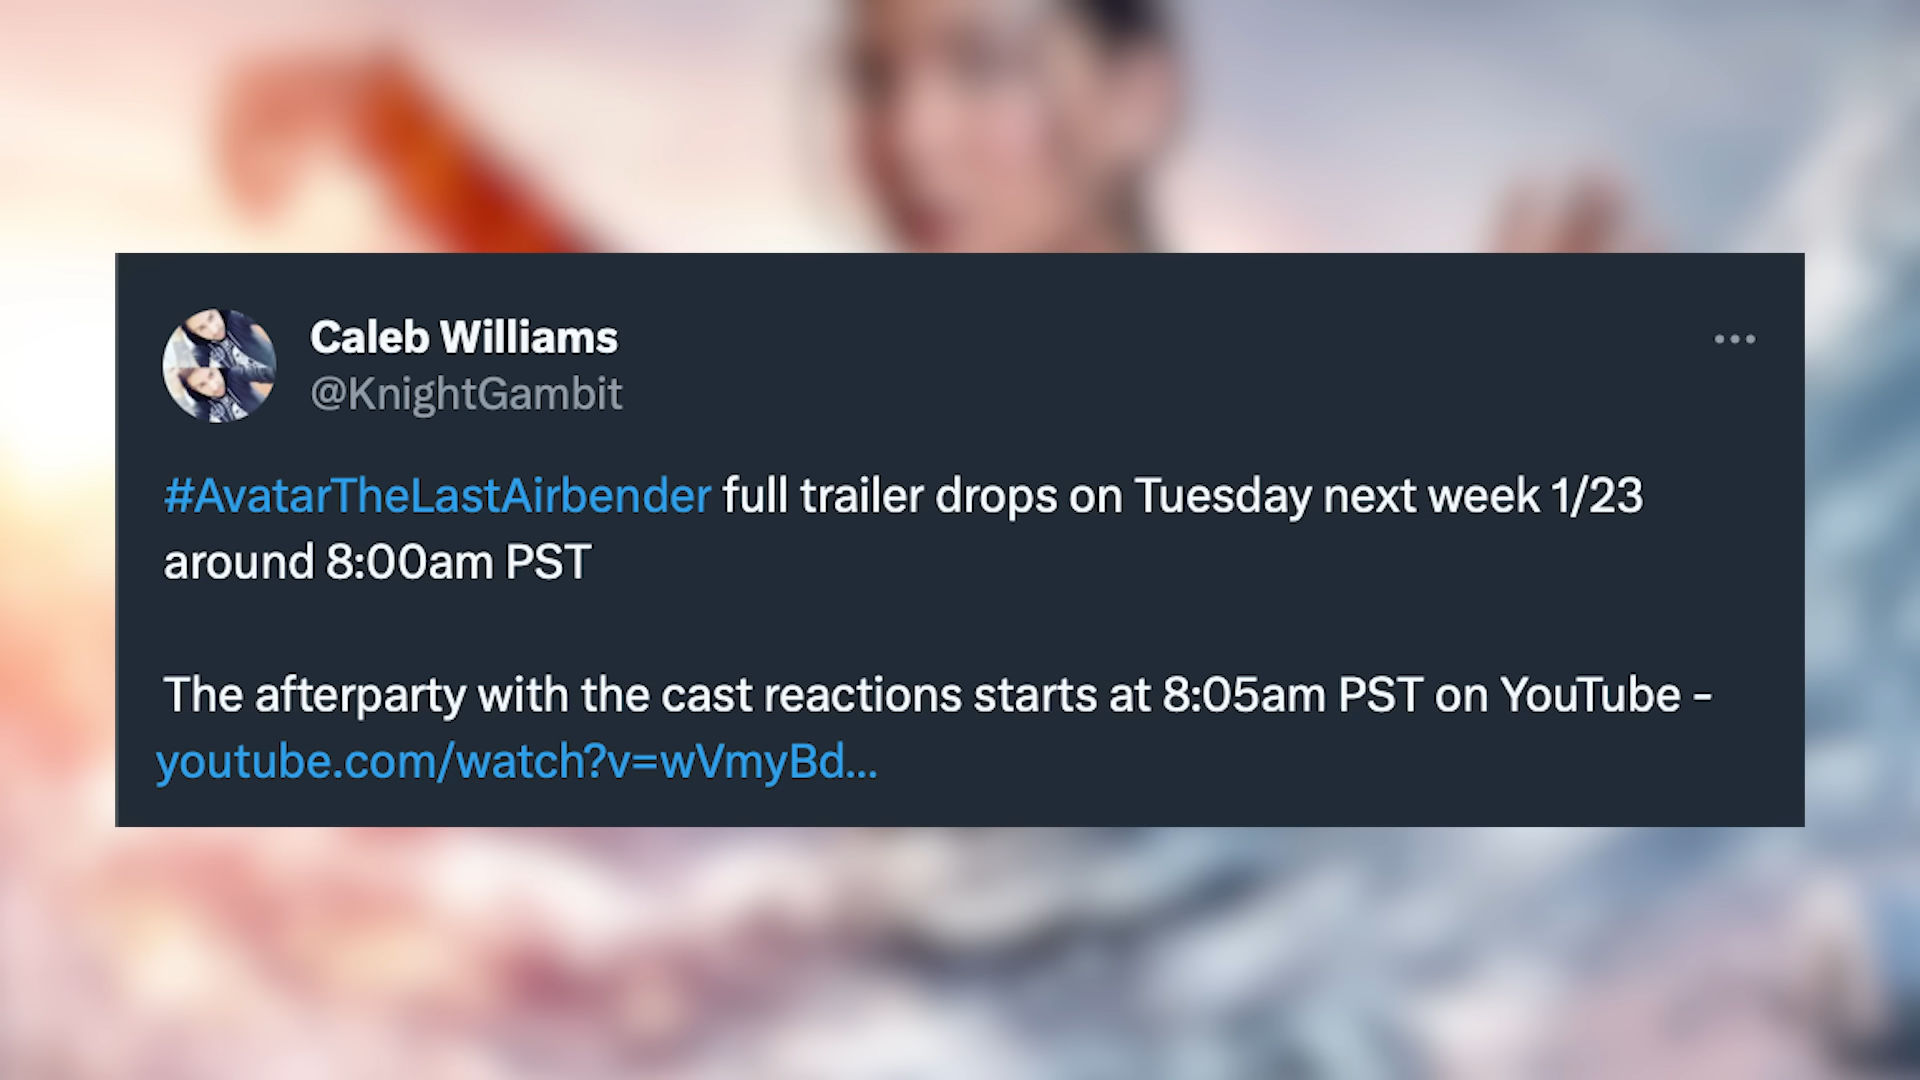 Caleb Williams
@KnightGambit
#AvatarTheLastAirbender full trailer drops on Tuesday next week 1/23
around 8:00am PST
The afterparty with the cast reactions starts at 8:05am PST on YouTube -
youtube.com/watch?v=wVmyBd...